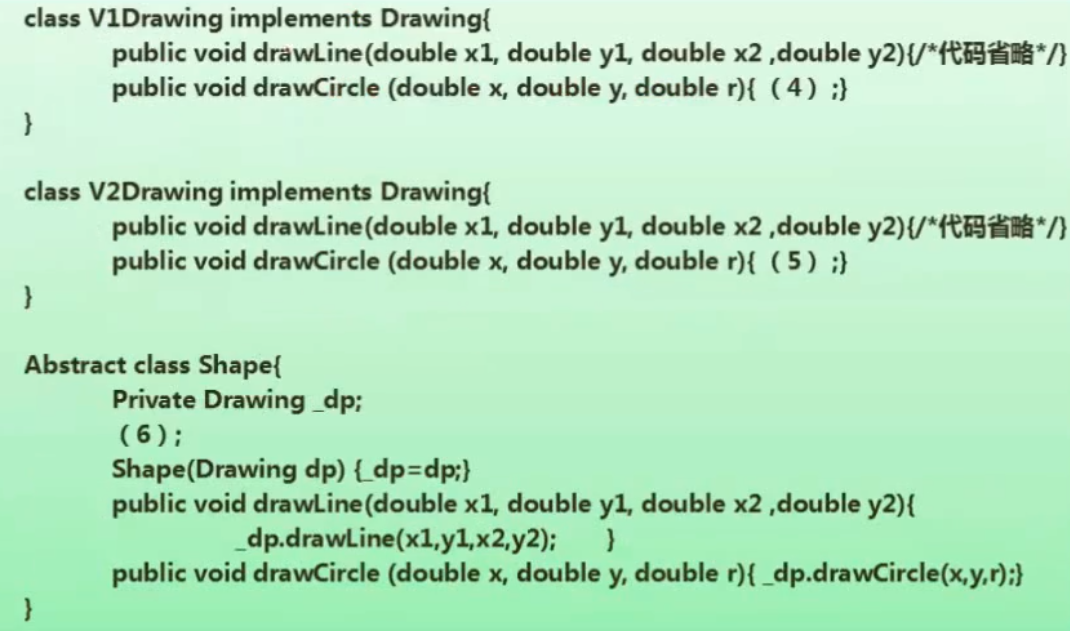 class V1Drawing implements Drawing{
public void drawLine(double x1, double y1, double x2 ,double y2){/*代码省略*/}
public void drawCircle (double x, double y, double r){（4）;}
}
class V2Drawing implements Drawing{
public void drawLine(double x1, double y1, double x2 ,double y2){/*代码省略*/}
public void drawCircle (double x, double y, double r){（5）;}
}
Abstract class Shape{
Private Drawing _dp;
（6）;
Shape(Drawing dp) {_dp=dp;}
public void drawLine(double x1, double y1, double x2 ,double y2){
_dp.drawLine(x1,y1,x2,y2); }
public void drawCircle (double x, double y, double r){ _dp.drawCircle(x,y,r);}
}